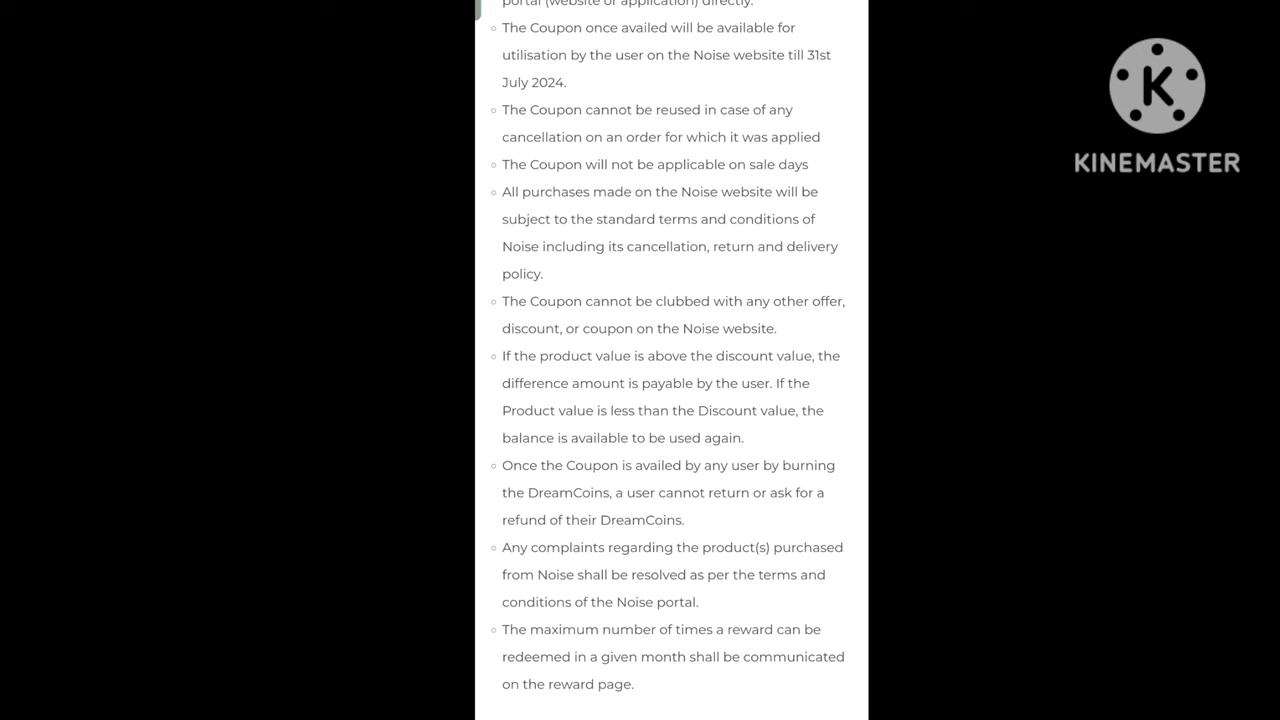 portal (website or application) directly.
The Coupon once availed will be available for
utilisation by the user on the Noise website till 31st
July 2024.
The Coupon cannot be reused in case of any
cancellation on an order for which it was applied
The Coupon will not be applicable on sale days
All purchases made on the Noise website will be
subject to the standard terms and conditions of
Noise including its cancellation, return and delivery
policy.
The Coupon cannot be clubbed with any other offer,
discount, or coupon on the Noise website.
If the product value is above the discount value, the
difference amount is payable by the user. If the
Product value is less than the Discount value, the
balance is available to be used again.
Once the Coupon is availed by any user by burning
the DreamCoins, a user cannot return or ask for a
refund of their DreamCoins.
Any complaints regarding the product(s) purchased
from Noise shall be resolved as per the terms and
conditions of the Noise portal.
The maximum number of times a reward can be
redeemed in a given month shall be communicated
on the reward page.
K
KINEMASTER